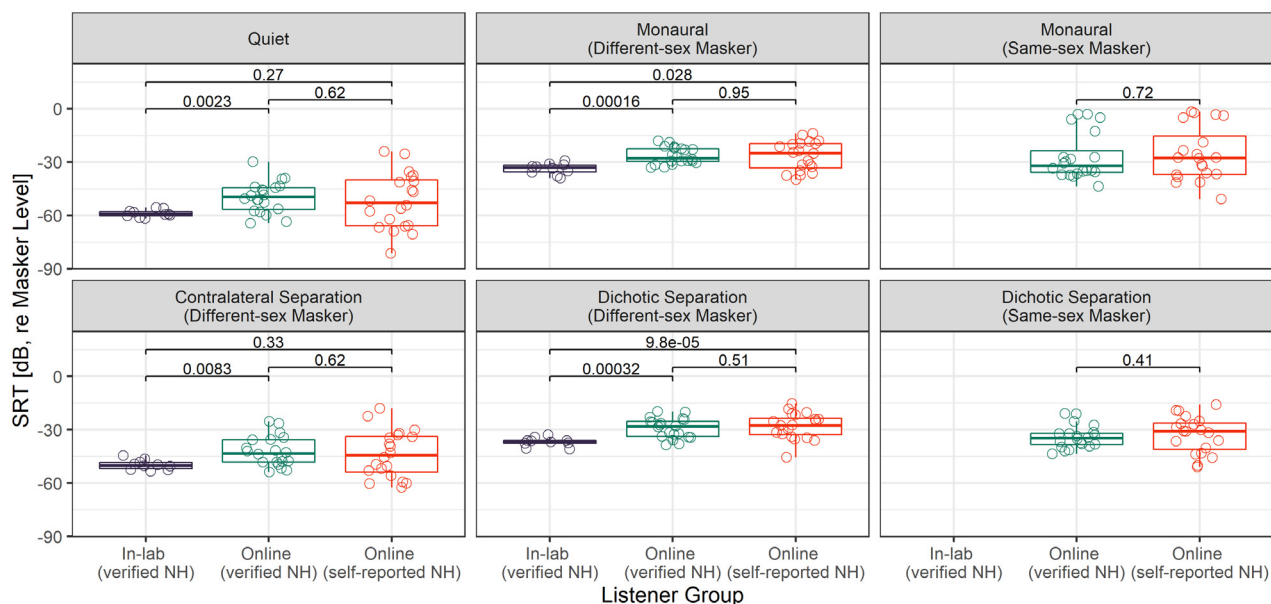 Quiet
Monaural
(Different-sex Masker)
Monaural
(Same-sex Masker)
0.27
0.0023
0.62
0.028
0.00016
0.95
0.72
0
-30
-60
-90
Contralateral Separation
(Different-sex Masker)
Dichotic Separation
(Different-sex Masker)
Dichotic Separation
(Same-sex Masker)
0.33
0.0083
0.62
9.8e-05
0.00032
0.51
0.41
0
-30
-60
-90
SRT [dB, re Masker Level]
In-lab
(verified NH)
Online
(verified NH)
Online
(self-reported NH)
In-lab
(verified NH)
Online
(verified NH)
Online
(self-reported NH)
In-lab
(verified NH)
Online
(verified NH)
Online
(self-reported NH)
Listener Group